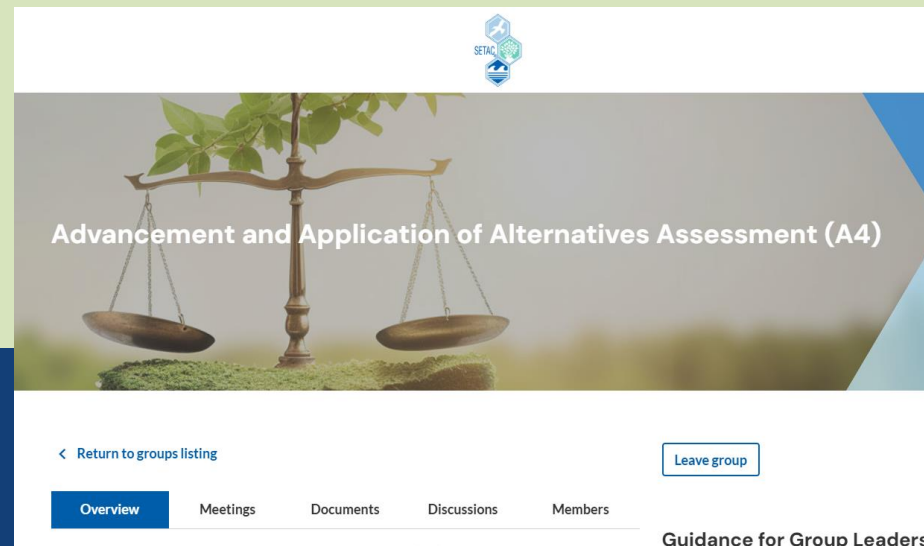 SETAC
Advancement and Application of Alternatives Assessment (A4)
< Return to groups listing
Leave group
Overview
Meetings
Documents
Discussions
Members
Guidance for Group Leaders